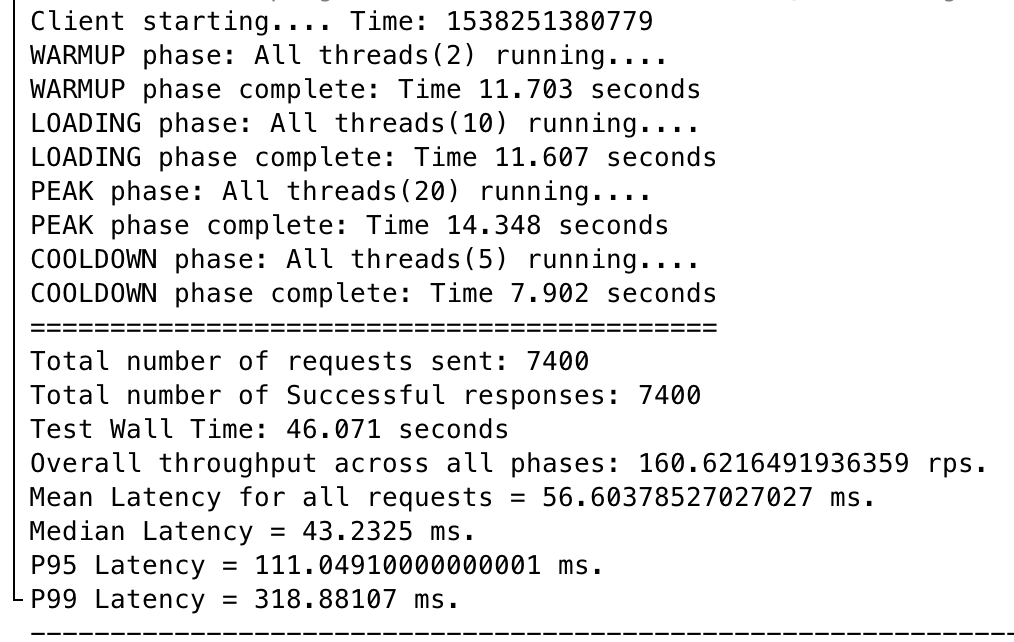 Client starting.... Time: 1538251380779
WARMUP phase: All threads(2) running....
WARMUP phase complete: Time 11.703 seconds
LOADING phase: All threads(10) running....
LOADING phase complete: Time 11.607 seconds
PEAK phase: All threads(20) running....
PEAK phase complete: Time 14.348 seconds
COOLDOWN phase: All threads(5) running....
COOLDOWN phase complete: Time 7.902 seconds
===========================================
Total number of requests sent: 7400
Total number of Successful responses: 7400
Test Wall Time: 46.071 seconds
Overall throughput across all phases: 160.6216491936359 rps.
Mean Latency for all requests = 56.60378527027027 ms.
Median Latency = 43.2325 ms.
P95 Latency = 111.04910000000001 ms.
P99 Latency = 318.88107 ms.